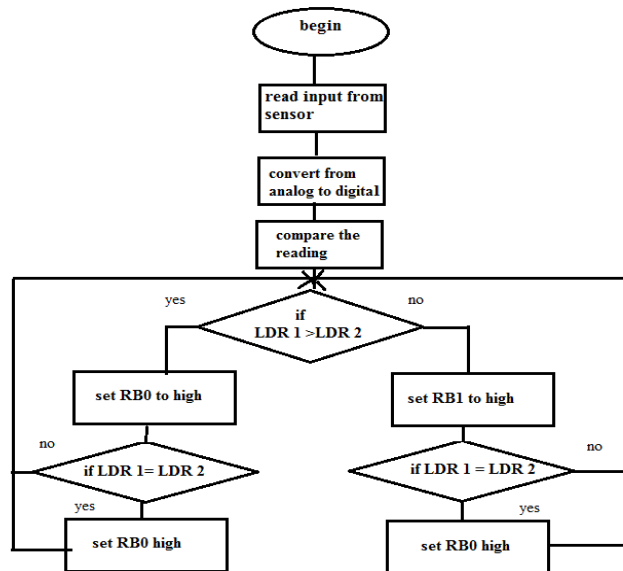 begin
read input from
sensor
convert from
analog to digital
compare the
reading
yes
no
if
LDR 1 >LDR 2
set RB0 to high
set RB1 to high
no
if LDR 1= LDR 2
no
if LDR 1 = LDR 2
yes
yes
set RB0 high
set RB0 high